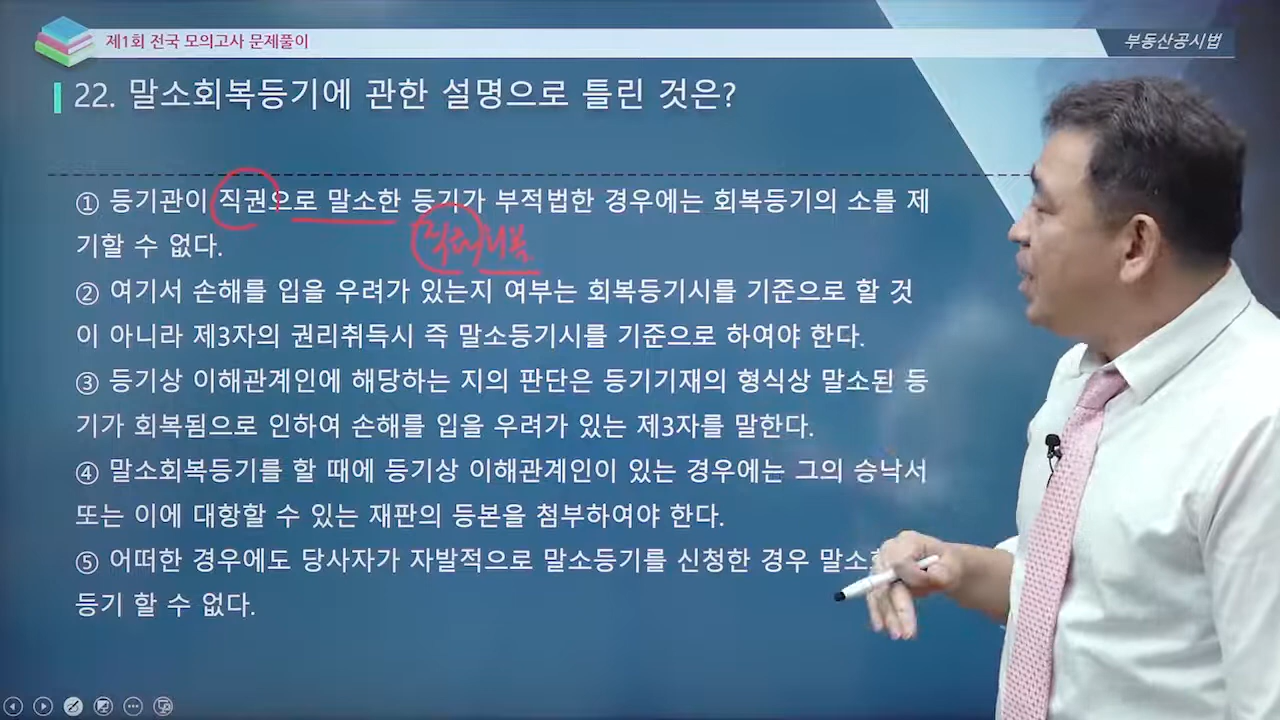 제1회 전국 모의고사 문제풀이
부동산공시법
22. 말소회복등기에 관한 설명으로 틀린 것은?
① 등기관이 직권으로 말소한 등기가 부적법한 경우에는 회복등기의 소를 제
기할 수 없다.
직권회복
② 여기서 손해를 입을 우려가 있는지 여부는 회복등기시를 기준으로 할 것
이 아니라 제3자의 권리취득시 즉 말소등기시를 기준으로 하여야 한다.
③ 등기상 이해관계인에 해당하는 지의 판단은 등기기재의 형식상 말소된 등
기가 회복됨으로 인하여 손해를 입을 우려가 있는 제3자를 말한다.
④ 말소회복등기를 할 때에 등기상 이해관계인이 있는 경우에는 그의 승낙서
또는 이에 대항할 수 있는 재판의 등본을 첨부하여야 한다.
⑤ 어떠한 경우에도 당사자가 자발적으로 말소등기를 신청한 경우
등기 할 수 없다.